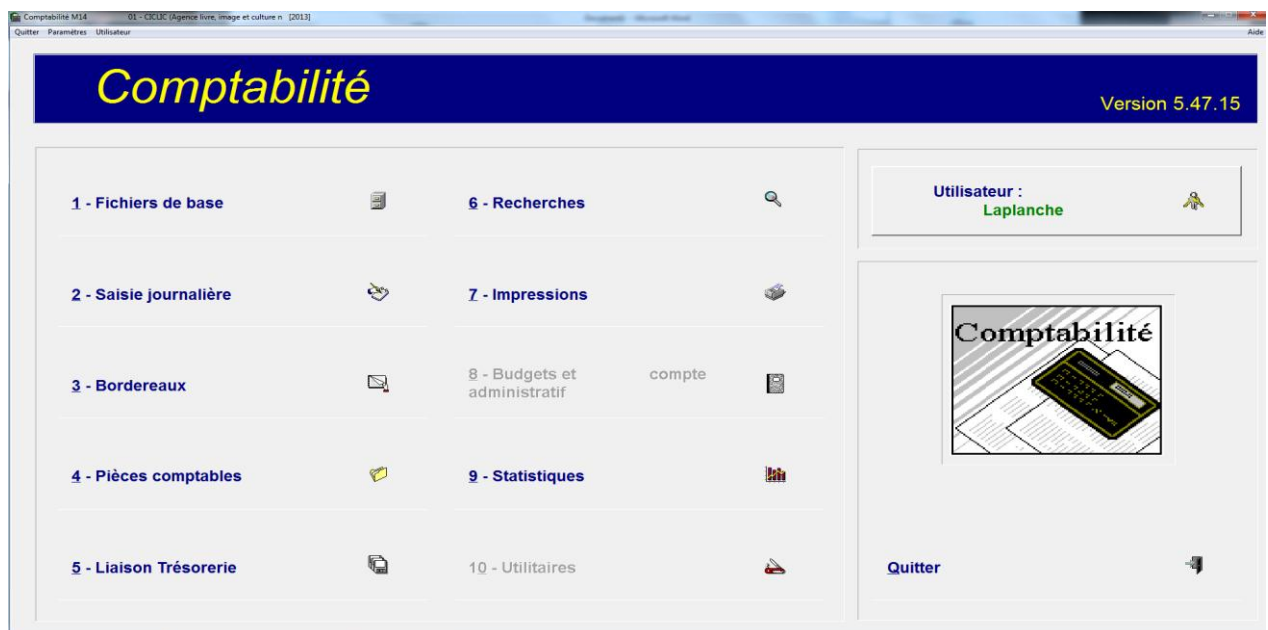 Comptabilité M14 01 - CICLIC (Agence livre, image et culture n [2013]
Quitter Paramètres Utilisateur Aide
Comptabilité
Version 5.47.15
1 - Fichiers de base
2 - Saisie journalière
3 - Bordereaux
4 - Pièces comptables
5 - Liaison Trésorerie
6 - Recherches
7 - Impressions
8 - Budgets et compte
administratif
9 - Statistiques
10 - Utilitaires
Utilisateur :
Laplanche
Comptabilité
Quitter